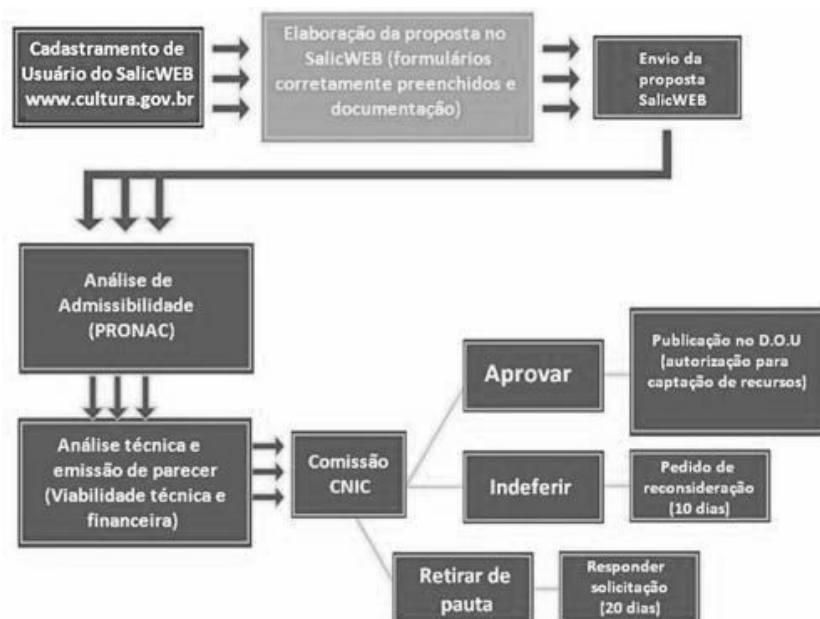 Cadastramento de
Usuário do SalicWEB
www.cultura.gov.br
Elaboração da proposta no
SalicWEB (formulários
corretamente preenchidos e
documentação)
Envio da
proposta
SalicWEB
Análise de
Admissibilidade
(PRONAC)
Análise técnica e
emissão de parecer
(Viabilidade técnica e
financeira)
Comissão
CNIC
Aprovar
Publicação no D.O.U
(autorização para
captação de recursos)
Indeferir
Pedido de
reconsideração
(10 dias)
Retirar de
pauta
Responder
solicitação
(20 dias)